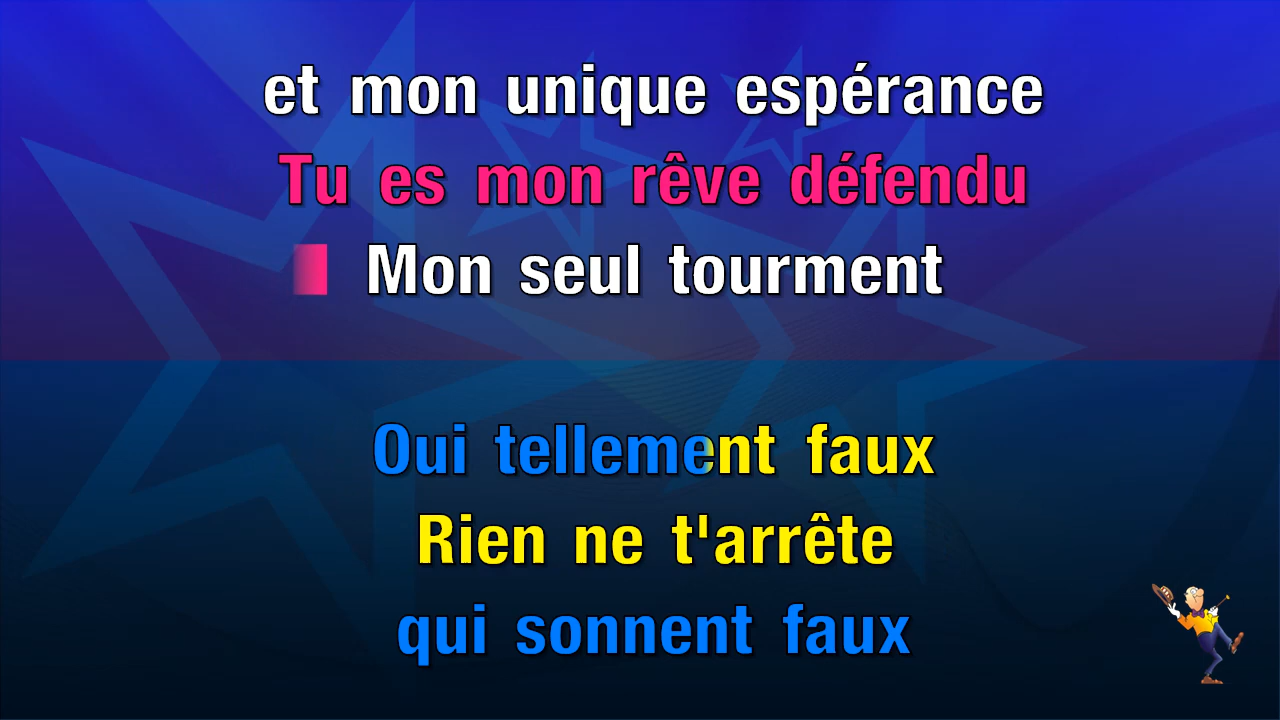 et mon unique espérance
Tu es mon rêve défendu
Mon seul tourment
Oui tellement faux
Rien ne t'arrête
qui sonnent faux